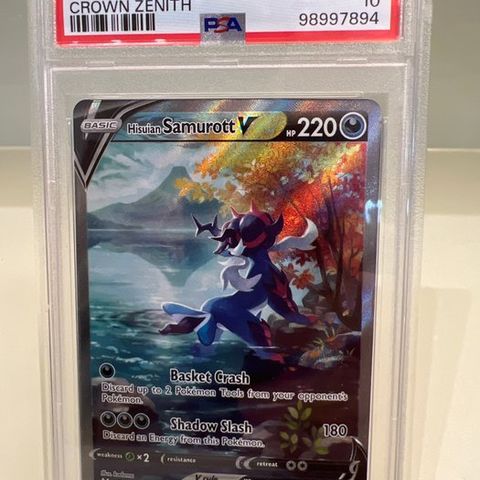 CROWN ZENITH 10
PSA 98997894
BASIC Hisuian Samurott V HP 220
Basket Crash
Discard up to 2 Pokémon Tools from your opponent's
Pokémon.
Shadow Slash 180
Discard an Energy from this Pokémon.
weakness ×2 resistance retreat
V rule